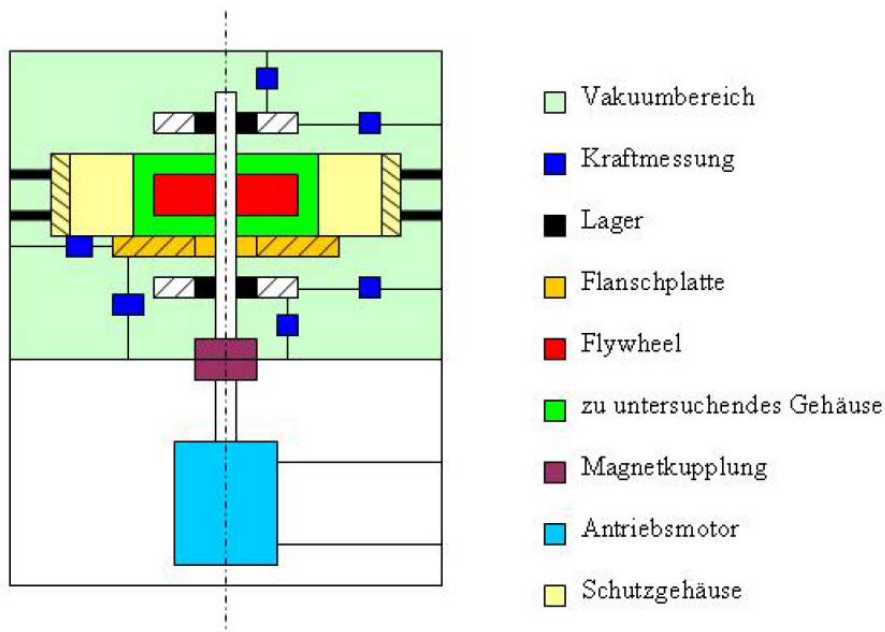 Vakuumbereich
Kraftmessung
Lager
Flanschplatte
Flywheel
zu untersuchendes Gehäuse
Magnetkupplung
Antriebsmotor
Schutzgehäuse